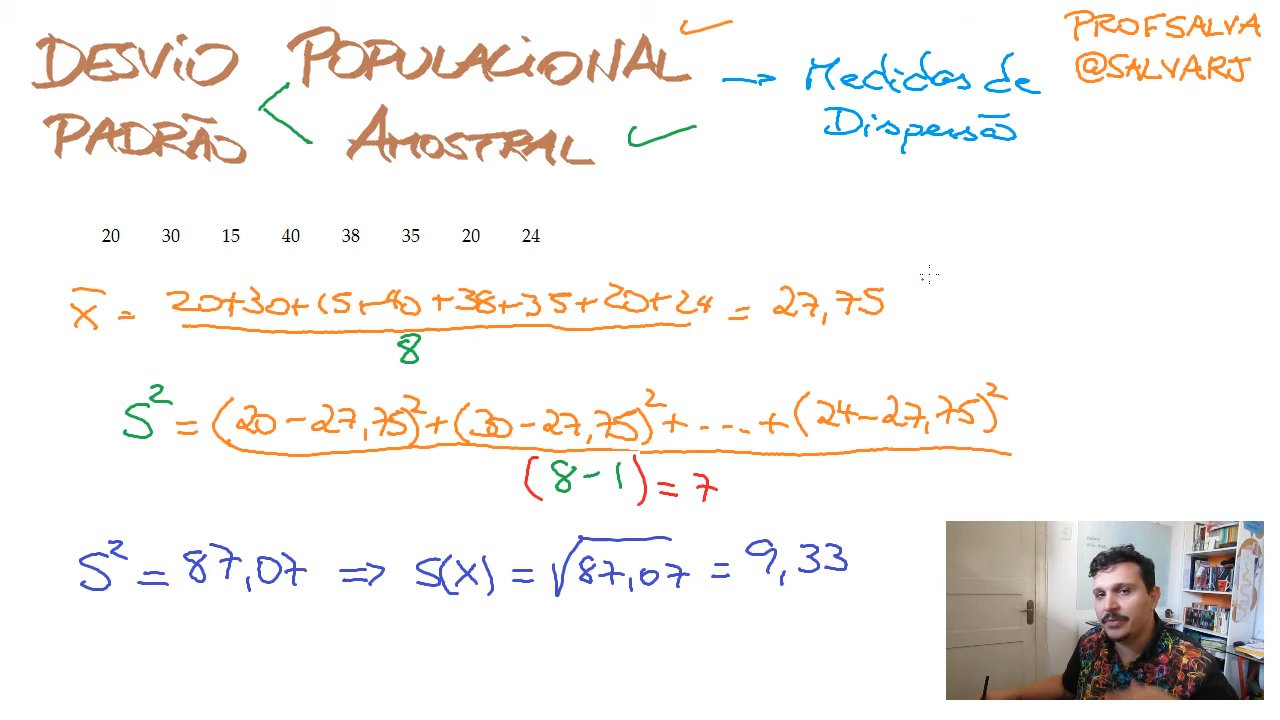 DESVIO POPULACIONAL ✓
PADRÃO AMOSTRAL ✓
→ Medidas de
Dispersão
PROFSALVA
@SALVARJ
20 30 15 40 38 35 20 24
x̄ = 20+30+15+40+38+35+20+24 = 27,75
8
S² = (20-27,75)²+(30-27,75)²+...+(24-27,75)²
(8-1)=7
S² = 87,07 ⇒ S(X) = √87,07 = 9,33